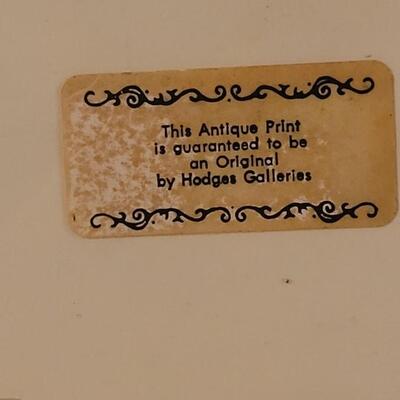 This Antique Print
is guaranteed to be
an Original
by Hodges Galleries